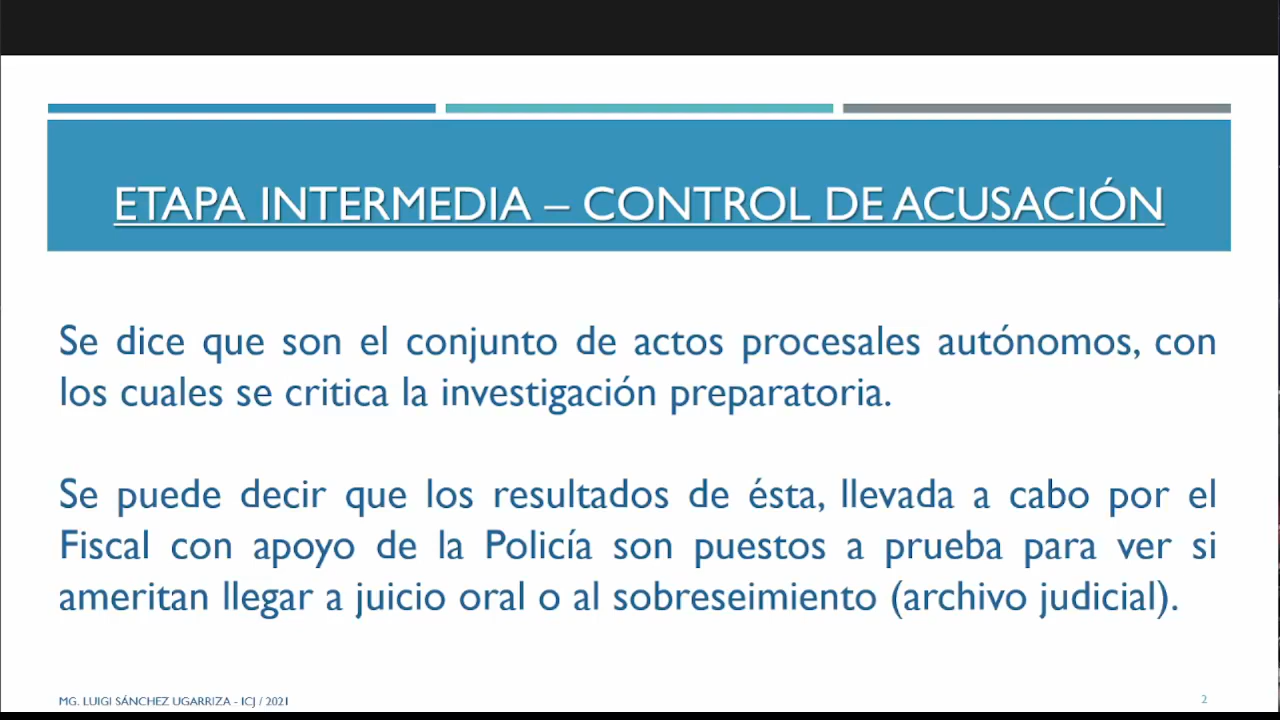 ETAPA INTERMEDIA – CONTROL DE ACUSACIÓN
Se dice que son el conjunto de actos procesales autónomos, con
los cuales se critica la investigación preparatoria.
Se puede decir que los resultados de ésta, llevada a cabo por el
Fiscal con apoyo de la Policía son puestos a prueba para ver si
ameritan llegar a juicio oral o al sobreseimiento (archivo judicial).
MG. LUIGI SÁNCHEZ UGARRIZA - ICJ / 2021
2